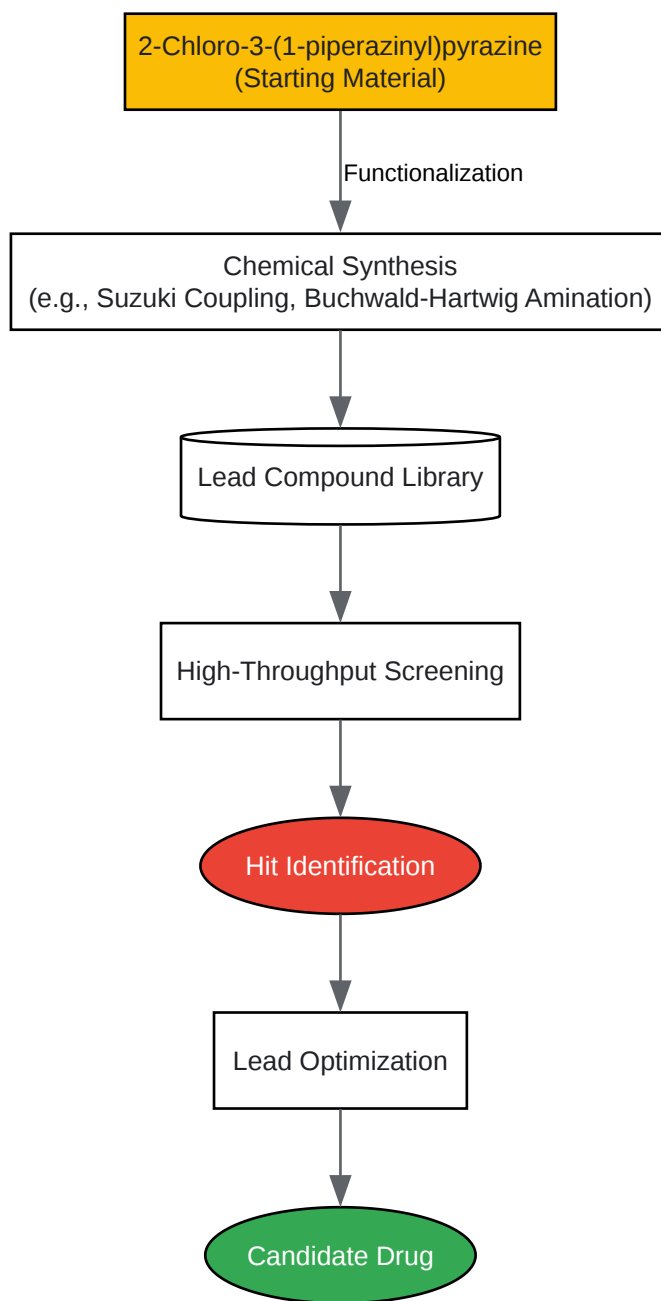 2-Chloro-3-(1-piperazinyl)pyrazine
(Starting Material)
Functionalization
Chemical Synthesis
(e.g., Suzuki Coupling, Buchwald-Hartwig Amination)
Lead Compound Library
High-Throughput Screening
Hit Identification
Lead Optimization
Candidate Drug